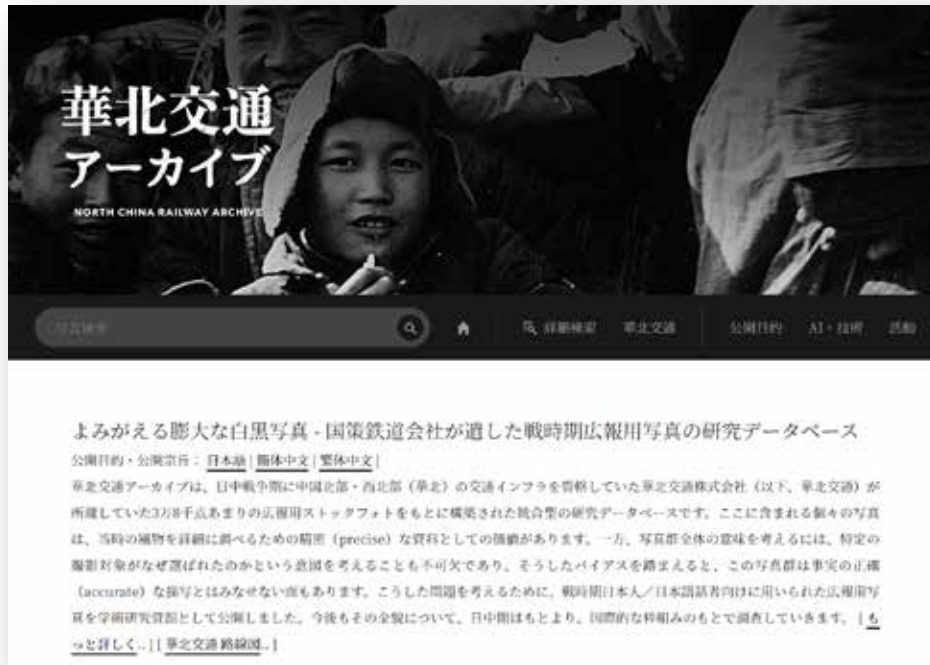 華北交通
アーカイブ
NORTH CHINA RAILWAY ARCHIVE
写真検索
詳細検索 華北交通 公開目的 AI・技術 活動
よみがえる膨大な白黒写真 - 国策鉄道会社が遺した戦時期広報用写真の研究データベース
公開目的・公開宗旨： 日本語 | 簡体中文 | 繁体中文 |
華北交通アーカイブは、日中戦争期に中国北部・西北部（華北）の交通インフラを管轄していた華北交通株式会社（以下、華北交通）が
所蔵していた3万8千点あまりの広報用ストックフォトをもとに構築された統合型の研究データベースです。ここに含まれる個々の写真
は、当時の風物を詳細に調べるための精密（precise）な資料としての価値があります。一方、写真群全体の意味を考えるには、特定の
撮影対象がなぜ選ばれたのかという意図を考えることも不可欠であり、そうしたバイアスを踏まえると、この写真群は事実の正確
（accurate）な描写とはみなせない面もあります。こうした問題を考えるために、戦時期日本人／日本語話者向けに用いられた広報用写
真を学術研究資源として公開しました。今後もその全貌について、日中間はもとより、国際的な枠組みのもとで調査していきます。 [ も
っと詳しく.. ] [ 華北交通 路線図.. ]